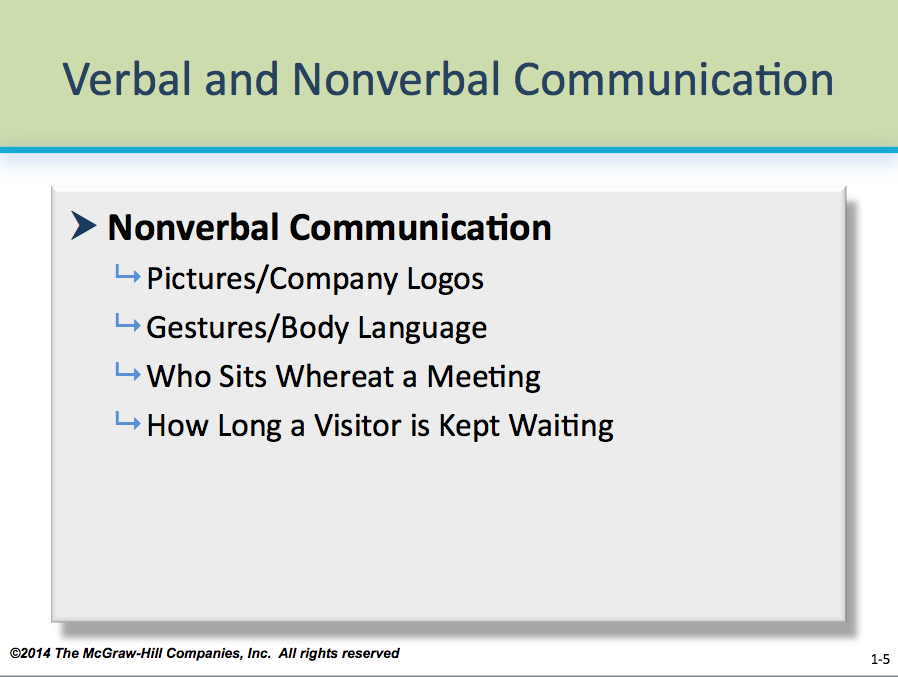 Verbal and Nonverbal Communication
Nonverbal Communication
Pictures/Company Logos
Gestures/Body Language
Who Sits Whereat a Meeting
How Long a Visitor is Kept Waiting
©2014 The McGraw-Hill Companies, Inc. All rights reserved
1-5